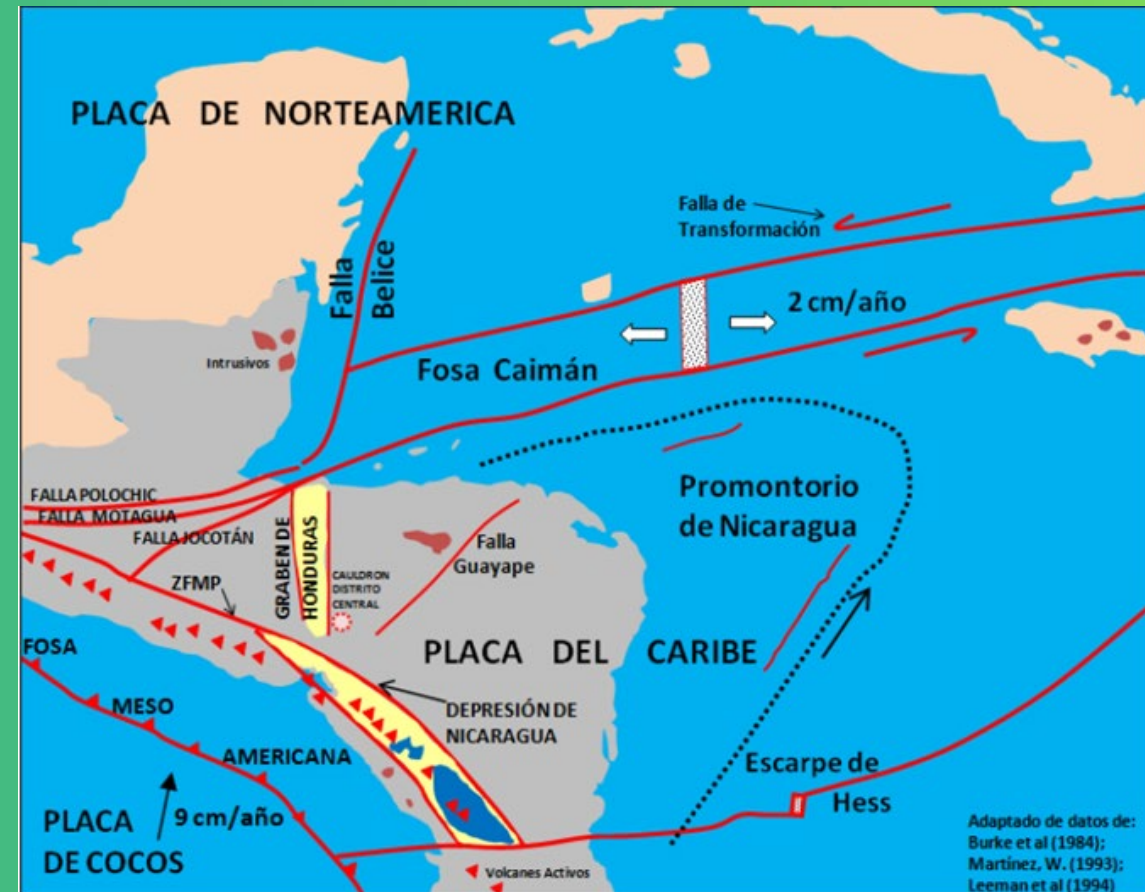 PLACA DE NORTEAMERICA
Falla de
Transformación
Falla
Belice
2 cm/año
Intrusivos
Fosa Caimán
Promontorio
de Nicaragua
FALLA POLOCHIC
FALLA MOTAGUA
FALLA JOCOTÁN
GRABEN DE
HONDURAS
Falla
Guayape
ZFMP
CAULDRON
DISTRITO
CENTRAL
PLACA DEL CARIBE
FOSA
MESO
AMERICANA
DEPRESIÓN DE
NICARAGUA
Escarpe de
Hess
PLACA
DE COCOS
9 cm/año
Volcanes Activos
Adaptado de datos de:
Burke et al (1984);
Martínez, W. (1993);
Leeman et al (1994)